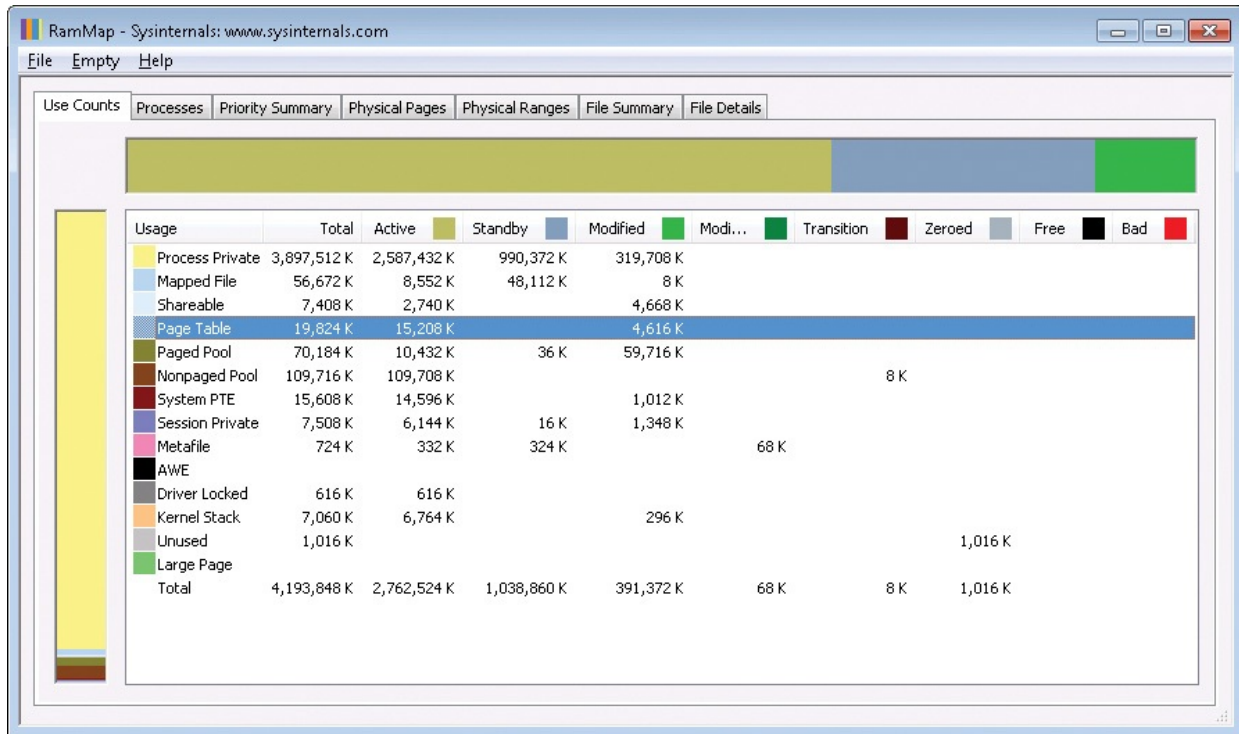 RamMap - Sysinternals: www.sysinternals.com
File Empty Help
Use Counts Processes Priority Summary Physical Pages Physical Ranges File Summary File Details
Usage Total Active Standby Modified Modi... Transition Zeroed Free Bad
Process Private 3,897,512 K 2,587,432 K 990,372 K 319,708 K
Mapped File 56,672 K 8,552 K 48,112 K 8 K
Shareable 7,408 K 2,740 K 4,668 K
Page Table 19,824 K 15,208 K 4,616 K
Paged Pool 70,184 K 10,432 K 36 K 59,716 K
Nonpaged Pool 109,716 K 109,708 K 8 K
System PTE 15,608 K 14,596 K 1,012 K
Session Private 7,508 K 6,144 K 16 K 1,348 K
Metafile 724 K 332 K 324 K 68 K
AWE
Driver Locked 616 K 616 K
Kernel Stack 7,060 K 6,764 K 296 K
Unused 1,016 K 1,016 K
Large Page
Total 4,193,848 K 2,762,524 K 1,038,860 K 391,372 K 68 K 8 K 1,016 K